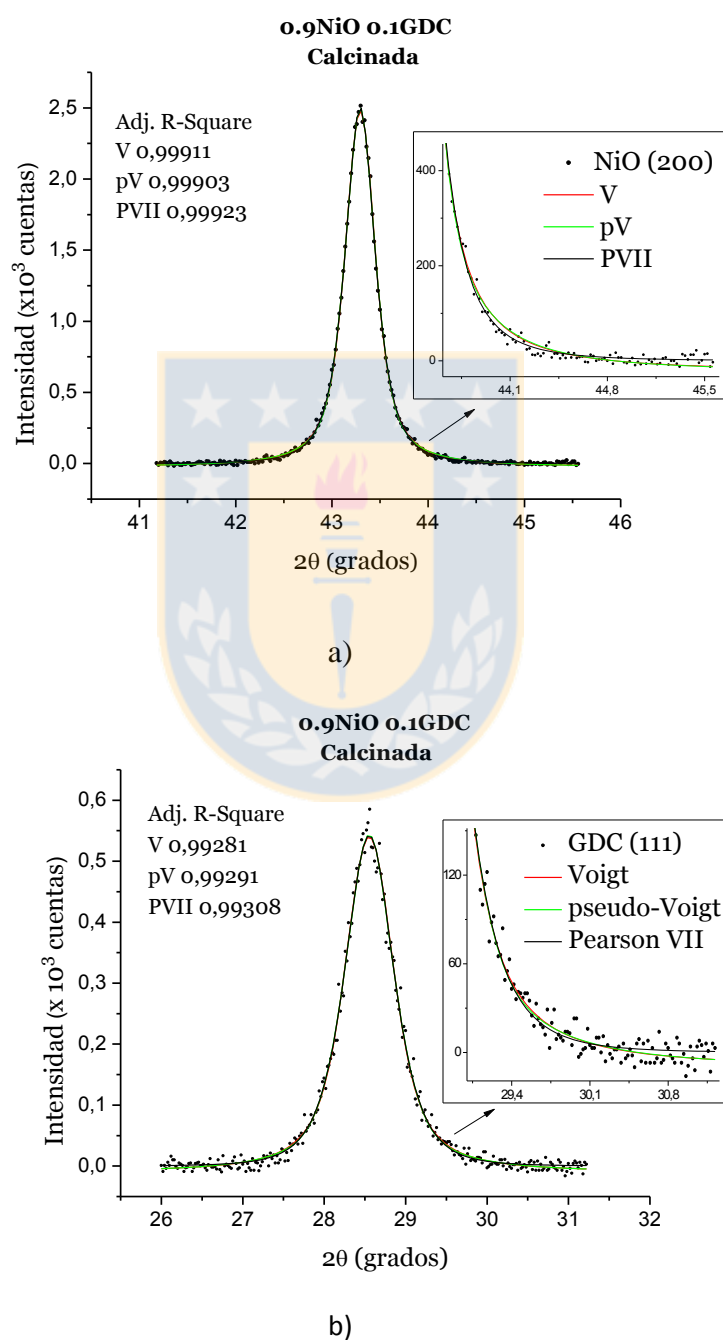 0.9NiO 0.1GDC
Calcinada
Adj. R-Square
V 0,99911
pV 0,99903
PVII 0,99923
NiO (200)
V
pV
PVII
400
200
0
44,1 44,8 45,5
2,5
2,0
1,5
1,0
0,5
0,0
Intensidad (x10³ cuentas)
41 42 43 44 45 46
2θ (grados)
a)
0.9NiO 0.1GDC
Calcinada
Adj. R-Square
V 0,99281
pV 0,99291
PVII 0,99308
GDC (111)
Voigt
pseudo-Voigt
Pearson VII
120
60
0
29,4 30,1 30,8
0,6
0,5
0,4
0,3
0,2
0,1
0,0
Intensidad (x 10³ cuentas)
26 27 28 29 30 31 32
2θ (grados)
b)